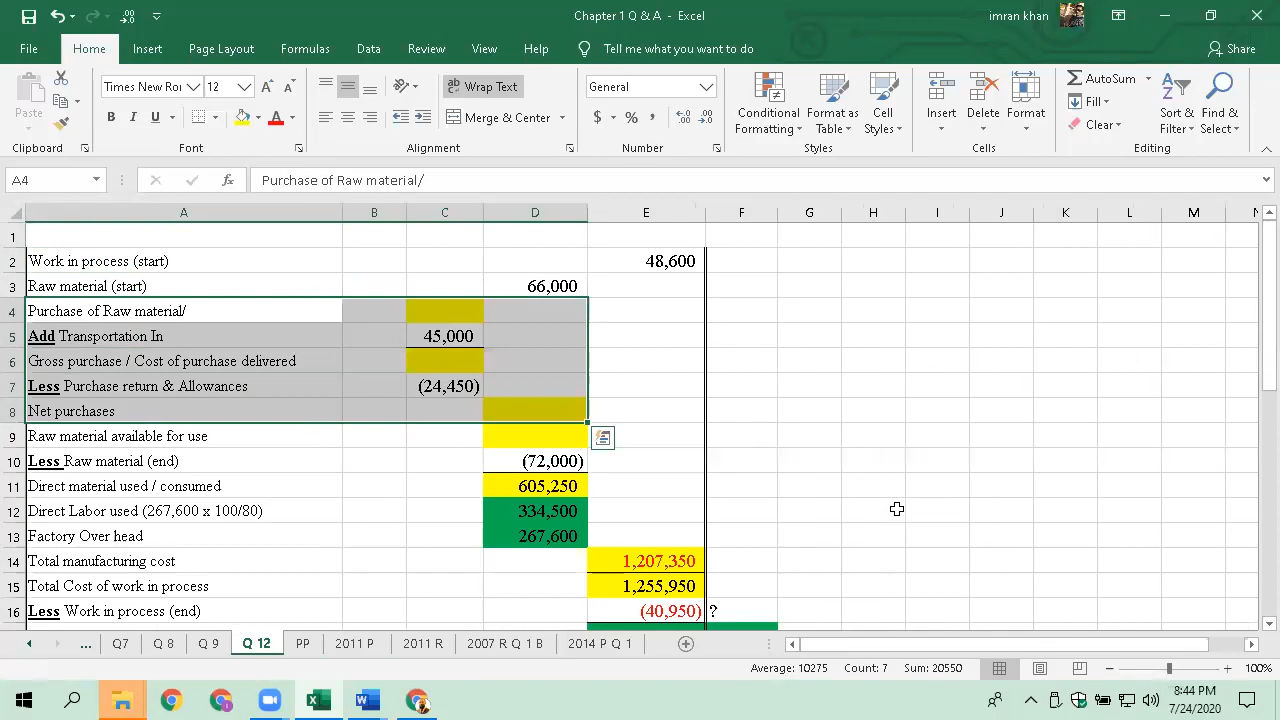 Chapter 1 Q & A - Excel
imran khan
File Home Insert Page Layout Formulas Data Review View Help Tell me what you want to do Share
Paste
Times New Ror 12
B I U A
Wrap Text
Merge & Center
General
$ % ,
Conditional Formatting
Format as Table
Cell Styles
Insert Delete Format
AutoSum
Fill
Clear
Sort & Filter
Find & Select
Clipboard Font Alignment Number Styles Cells Editing
A4 fx Purchase of Raw material/
A B C D E F G H I J K L M N
1
2 Work in process (start) 48,600
3 Raw material (start) 66,000
4 Purchase of Raw material/
5 Add Transportation In 45,000
6 Gross purchase / Cost of purchase delivered
7 Less Purchase return & Allowances (24,450)
8 Net purchases
9 Raw material available for use
10 Less Raw material (end) (72,000)
11 Direct material used / consumed 605,250
12 Direct Labor used (267,600 x 100/80) 334,500
13 Factory Over head 267,600
14 Total manufacturing cost 1,207,350
15 Total Cost of work in process 1,255,950
16 Less Work in process (end) (40,950) ?
... Q7 Q 8 Q 9 Q 12 PP 2011 P 2011 R 2007 R Q 1 B 2014 P Q 1
Average: 10275 Count: 7 Sum: 20550 100%
8:44 PM
7/24/2020